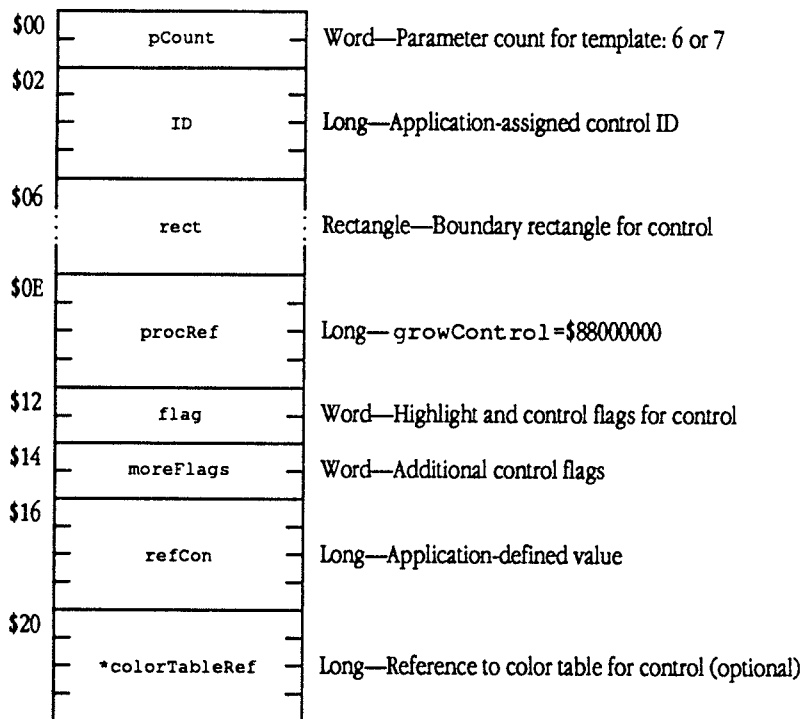 $00 pCount Word—Parameter count for template: 6 or 7
$02
ID Long—Application-assigned control ID
$06
rect Rectangle—Boundary rectangle for control
$0E
procRef Long—growControl=$88000000
$12 flag Word—Highlight and control flags for control
$14 moreFlags Word—Additional control flags
$16
refCon Long—Application-defined value
$20
*colorTableRef Long—Reference to color table for control (optional)